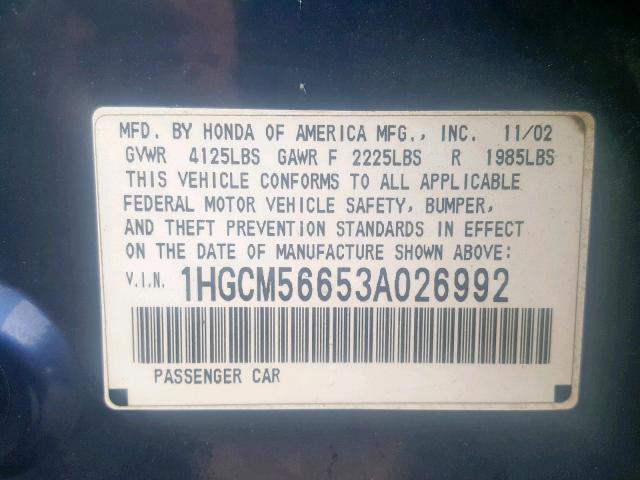 MFD. BY HONDA OF AMERICA MFG., INC. 11/02
GVWR 4125LBS GAWR F 2225LBS R 1985LBS
THIS VEHICLE CONFORMS TO ALL APPLICABLE
FEDERAL MOTOR VEHICLE SAFETY, BUMPER,
AND THEFT PREVENTION STANDARDS IN EFFECT
ON THE DATE OF MANUFACTURE SHOWN ABOVE:
V.I.N. 1HGCM56653A026992
PASSENGER CAR